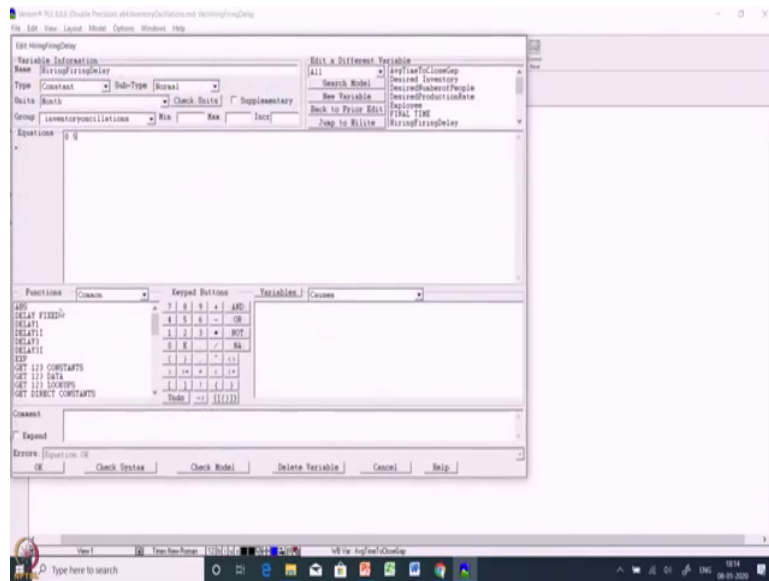 Vensim® PLE 8.0.0 (Double Precision) x64:InventoryOscillations.mdl Var:HiringFiringDelay
File Edit View Layout Model Options Windows Help
Edit: HiringFiringDelay
Variable Information
Edit a Different Variable
Name HiringFiringDelay
All
AvgTimeToCloseGap
Type Constant Sub-Type Normal
Search Model
Desired Inventory
DesiredNumberofPeople
Units Month Check Units Supplementary
New Variable
DesiredProductionRate
Employee
Back to Prior Edit
FINAL TIME
Group inventoryoscillations Min Max Incr
Jump to Hilite
HiringFiringDelay
Equations
Functions Common
Keypad Buttons
Variables Causes
ABS
DELAY FIXED
DELAY1
DELAY1I
DELAY3
DELAY3I
EXP
GET 123 CONSTANTS
GET 123 DATA
GET 123 LOOKUPS
GET DIRECT CONSTANTS
7 8 9 + AND
4 5 6 - OR
1 2 3 * NOT
0 E . / NA
( ) , ^ <>
> >= = < <=
[ ] ! { }
Undo -> {[()]}
Comment
Expand
Errors: Equation OK
OK Check Syntax Check Model Delete Variable Cancel Help
View 1 Times New Roman 12 b i u s WB Var: AvgTimeToCloseGap
NPTEL
Type here to search
ENG
18:14
08-01-2020